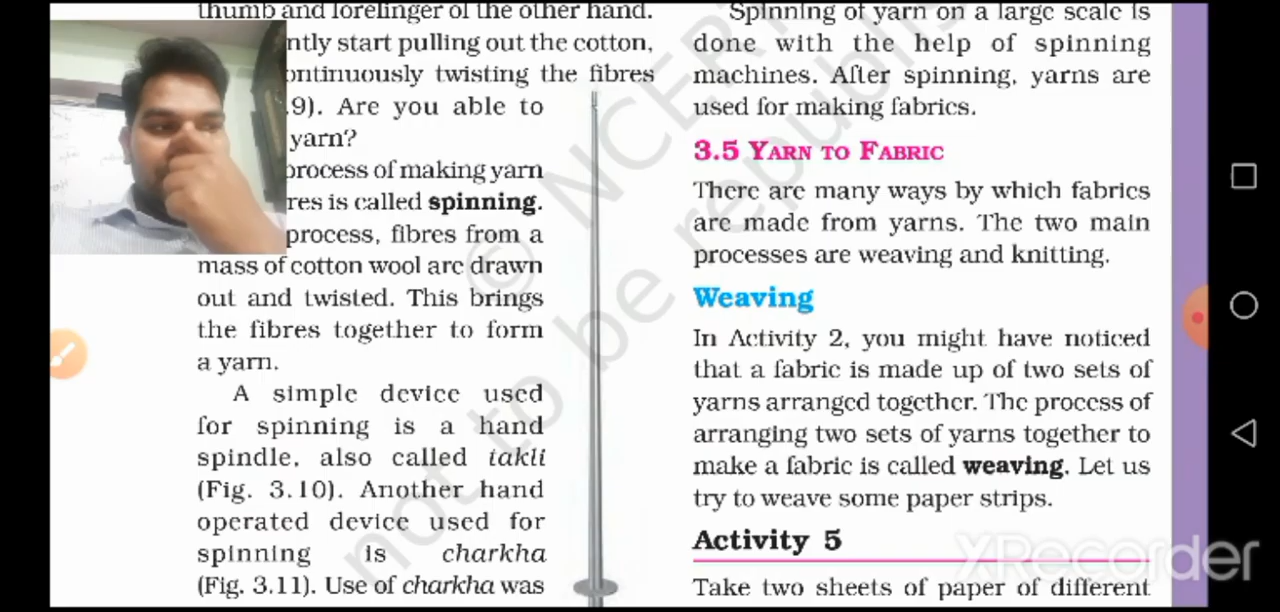 thumb and forefinger of the other hand.
ntly start pulling out the cotton,
ontinuously twisting the fibres
.9). Are you able to
yarn?
process of making yarn
res is called spinning.
process, fibres from a
mass of cotton wool are drawn
out and twisted. This brings
the fibres together to form
a yarn.
A simple device used
for spinning is a hand
spindle, also called takli
(Fig. 3.10). Another hand
operated device used for
spinning is charkha
(Fig. 3.11). Use of charkha was
Spinning of yarn on a large scale is
done with the help of spinning
machines. After spinning, yarns are
used for making fabrics.
3.5 YARN TO FABRIC
There are many ways by which fabrics
are made from yarns. The two main
processes are weaving and knitting.
Weaving
In Activity 2, you might have noticed
that a fabric is made up of two sets of
yarns arranged together. The process of
arranging two sets of yarns together to
make a fabric is called weaving. Let us
try to weave some paper strips.
Activity 5
Take two sheets of paper of different
© NCERT
not to be republis
XRecorder